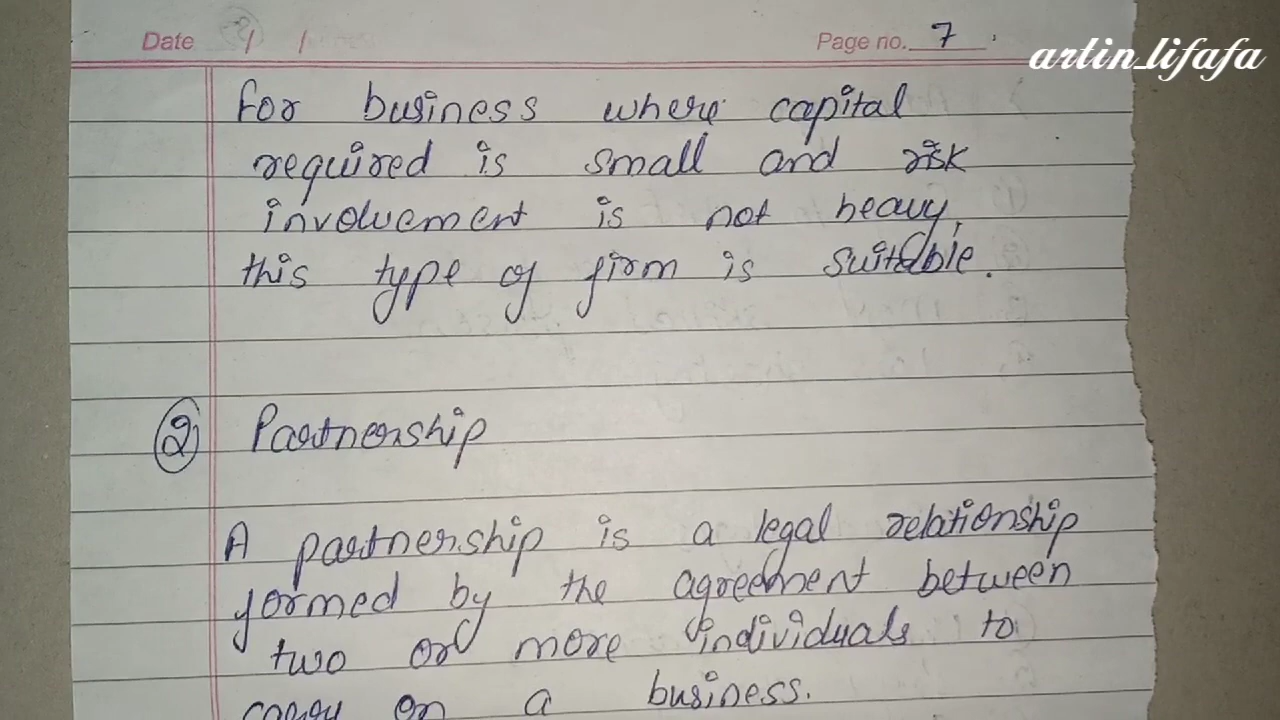 Date / /
Page no. 7
artin_lifafa
for business where capital
required is small and risk
involvement is not heavy,
this type of firm is suitable.
2 Partnership
A partnership is a legal relationship
formed by the agreement between
two or more individuals to
carry on a business.